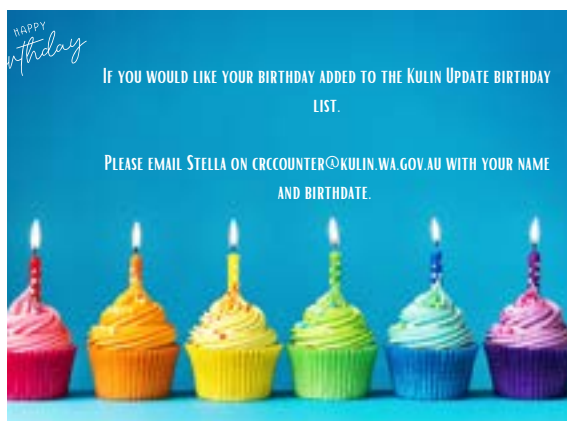 HAPPY
rthday
IF YOU WOULD LIKE YOUR BIRTHDAY ADDED TO THE KULIN UPDATE BIRTHDAY
LIST.
PLEASE EMAIL STELLA ON CRCCOUNTER@KULIN.WA.GOV.AU WITH YOUR NAME
AND BIRTHDATE.